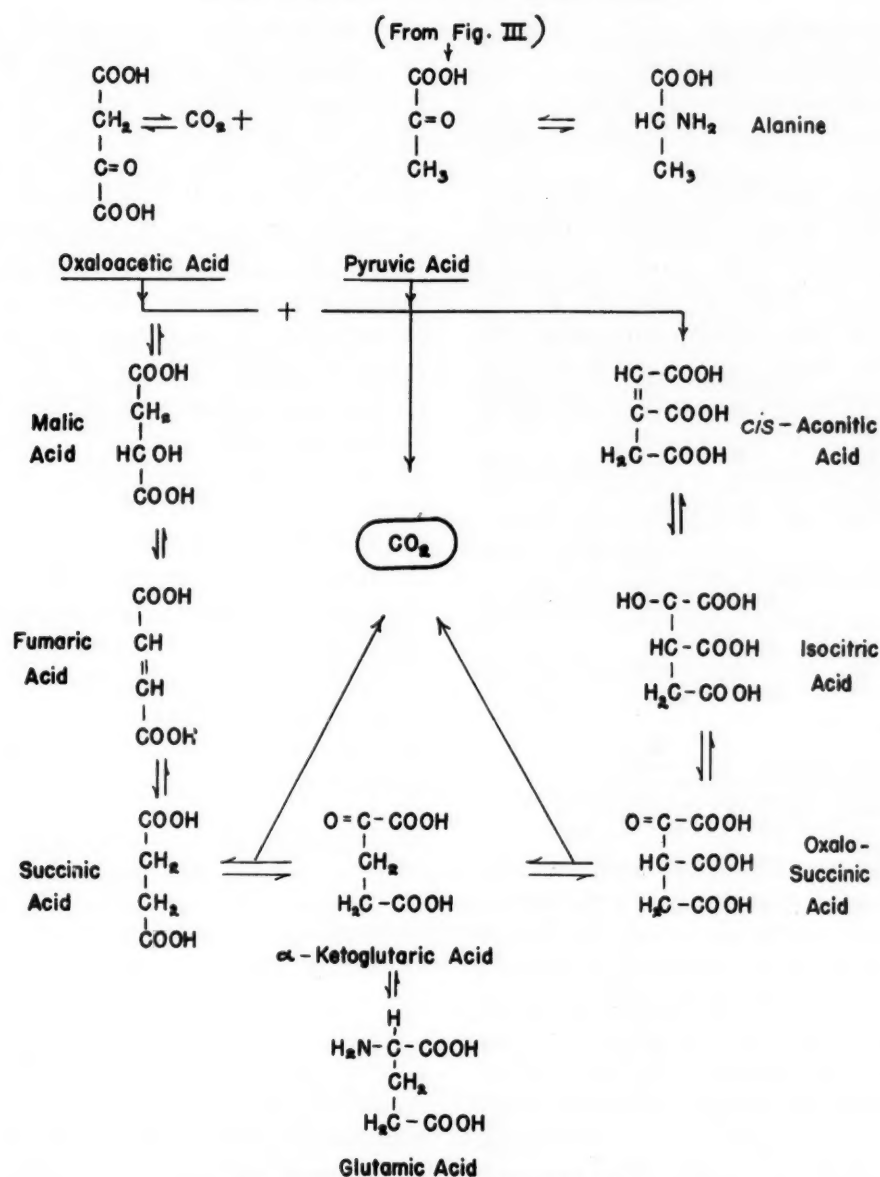 (From Fig. III)
COOH
CH₂ ⇌ CO₂ +
C=O
COOH
COOH
C=O
CH₃
⇌
COOH
HC NH₂ Alanine
CH₃
Oxaloacetic Acid
Pyruvic Acid
+
Malic
Acid
COOH
CH₂
HC OH
COOH
HC-COOH
C-COOH
H₂C-COOH
cis-Aconitic
Acid
CO₂
Fumaric
Acid
COOH
CH
CH
COOH
HO-C-COOH
HC-COOH
H₂C-COOH
Isocitric
Acid
Succinic
Acid
COOH
CH₂
CH₂
COOH
O=C-COOH
CH₂
H₂C-COOH
α-Ketoglutaric Acid
O=C-COOH
HC-COOH
H₂C-COOH
Oxalo-
Succinic
Acid
H
H₂N-C-COOH
CH₂
H₂C-COOH
Glutamic Acid